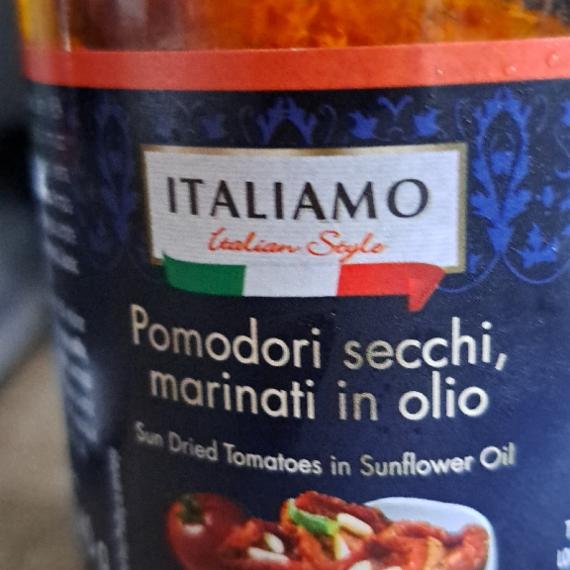 ITALIAMO
Italian Style
Pomodori secchi,
marinati in olio
Sun Dried Tomatoes in Sunflower Oil